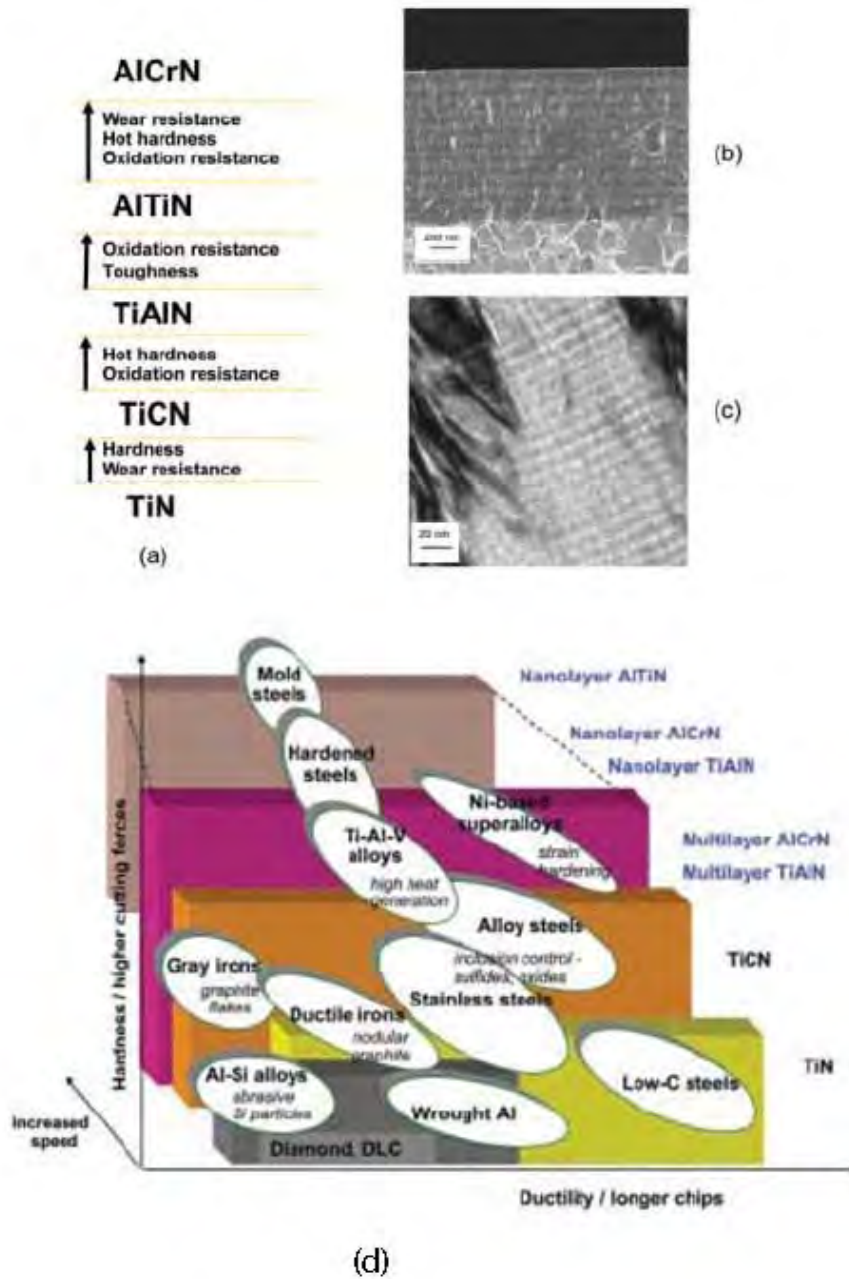 AlCrN
Wear resistance
Hot hardness
Oxidation resistance
AlTiN
Oxidation resistance
Toughness
TiAlN
Hot hardness
Oxidation resistance
TiCN
Hardness
Wear resistance
TiN
(a)
(b)
(c)
20 nm
Nanolayer AlTiN
Nanolayer AlCrN
Nanolayer TiAlN
Multilayer AlCrN
Multilayer TiAlN
TiCN
TiN
Mold
steels
Hardened
steels
Ni-based
superalloys
strain
hardening
Ti-Al-V
alloys
high heat
generation
Alloy steels
inclusion control -
sulfides, oxides
Gray irons
graphite
flakes
Stainless steels
Ductile irons
nodular
graphite
Al-Si alloys
abrasive
Si particles
Wrought Al
Low-C steels
Diamond DLC
Hardness / higher cutting forces
Increased
speed
Ductility / longer chips
(d)